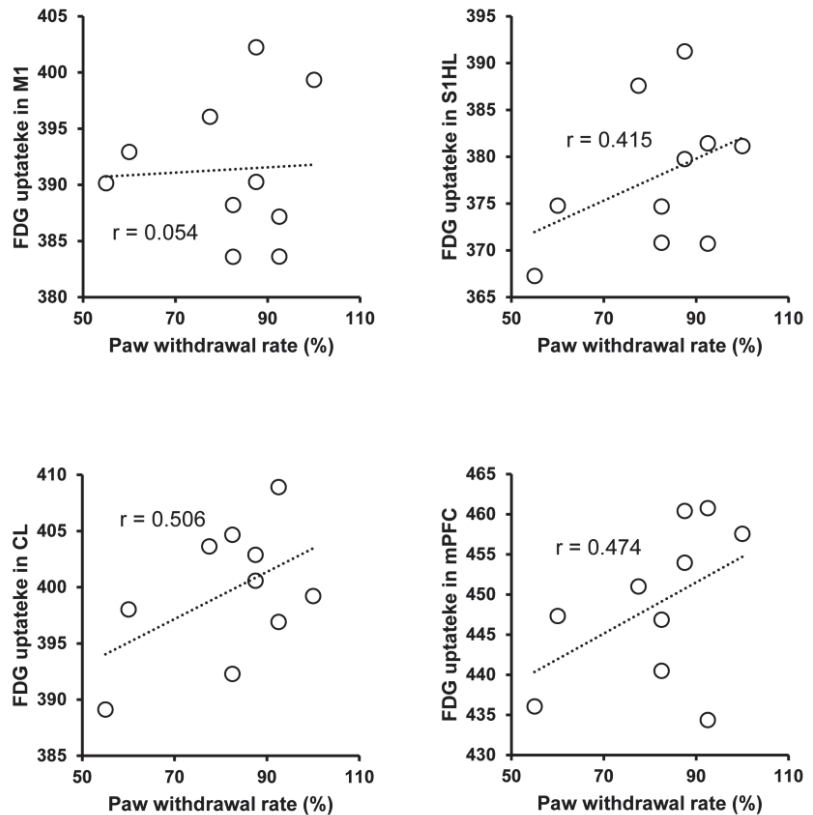 FDG uptateke in M1
405
400
395
390
385
380
r = 0.054
50 70 90 110
Paw withdrawal rate (%)
FDG uptateke in S1HL
395
390
385
380
375
370
365
r = 0.415
50 70 90 110
Paw withdrawal rate (%)
FDG uptateke in CL
410
405
400
395
390
385
r = 0.506
50 70 90 110
Paw withdrawal rate (%)
FDG uptateke in mPFC
465
460
455
450
445
440
435
430
r = 0.474
50 70 90 110
Paw withdrawal rate (%)